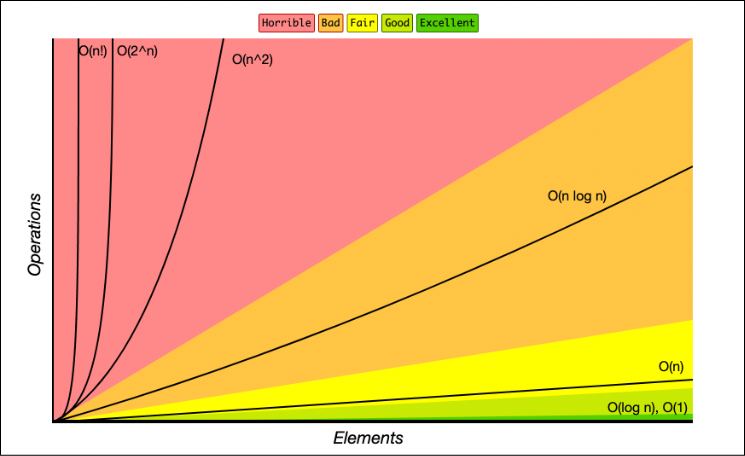 Horrible Bad Fair Good Excellent
O(n!) O(2^n)
O(n^2)
O(n log n)
Operations
O(n)
O(log n), O(1)
Elements